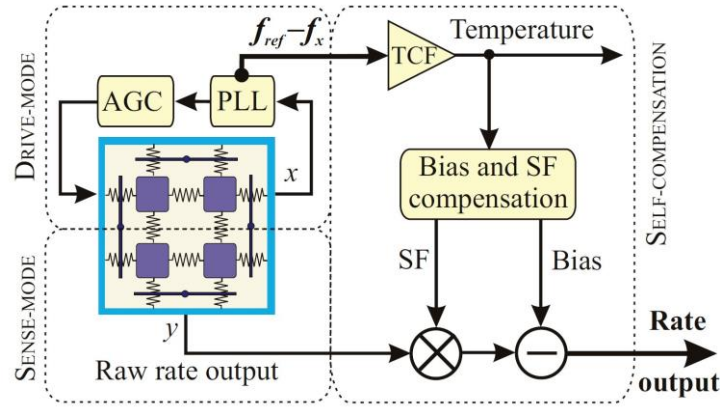 f_ref–f_x
TCF
Temperature
AGC
PLL
DRIVE-MODE
x
Bias and SF
compensation
SELF-COMPENSATION
SF
Bias
SENSE-MODE
y
Raw rate output
Rate
output